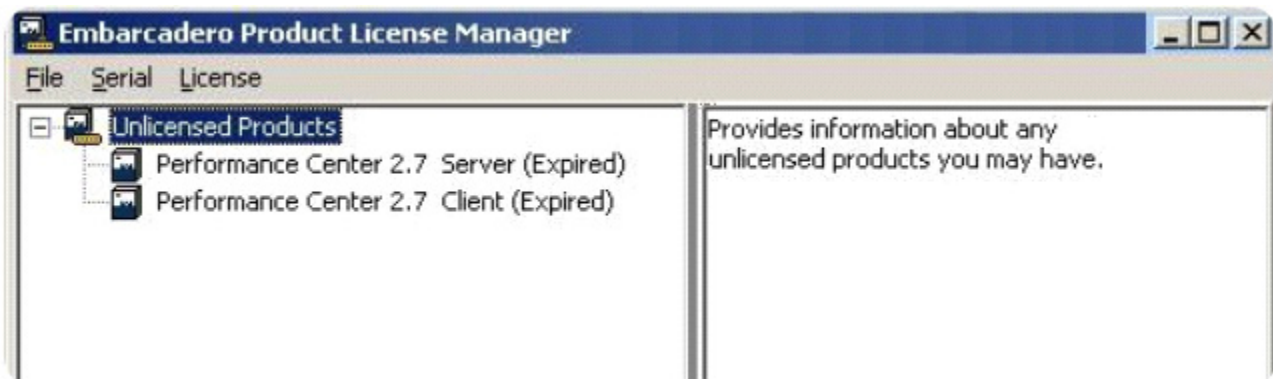 Embarcadero Product License Manager
File Serial License
Unlicensed Products
Performance Center 2.7 Server (Expired)
Performance Center 2.7 Client (Expired)
Provides information about any
unlicensed products you may have.